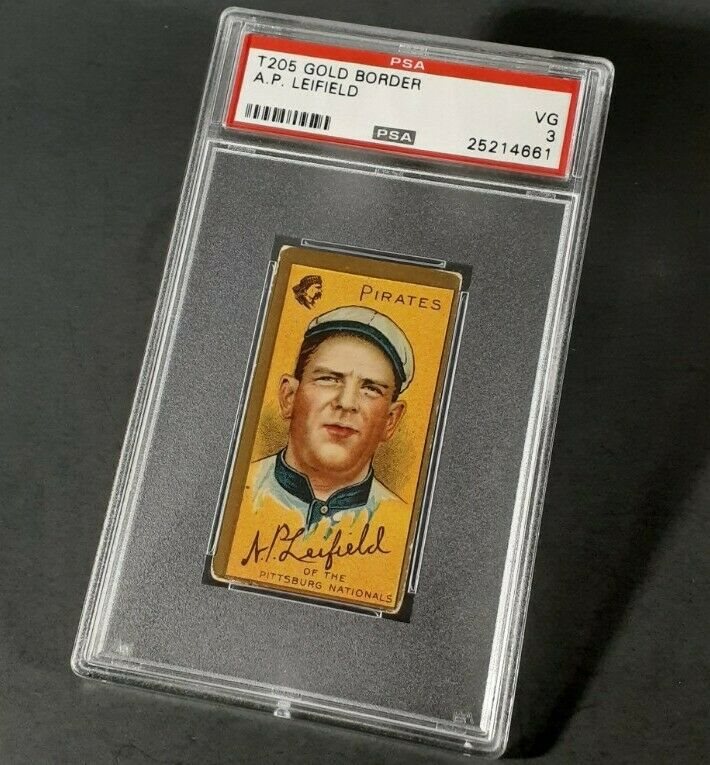 PSA
T205 GOLD BORDER
A.P. LEIFIELD
VG
3
PSA
25214661
PIRATES
A.P. Leifield
OF THE
PITTSBURG NATIONALS